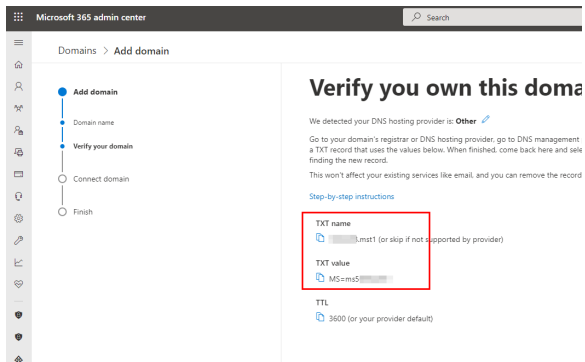 Microsoft 365 admin center
Search
Domains > Add domain
Add domain
Domain name
Verify your domain
Connect domain
Finish
Verify you own this doma
We detected your DNS hosting provider is: Other
Go to your domain's registrar or DNS hosting provider, go to DNS management
a TXT record that uses the values below. When finished, come back here and sele
finding the new record.
This won't affect your existing services like email, and you can remove the record
Step-by-step instructions
TXT name
l.mst1 (or skip if not supported by provider)
TXT value
MS=ms5
TTL
3600 (or your provider default)